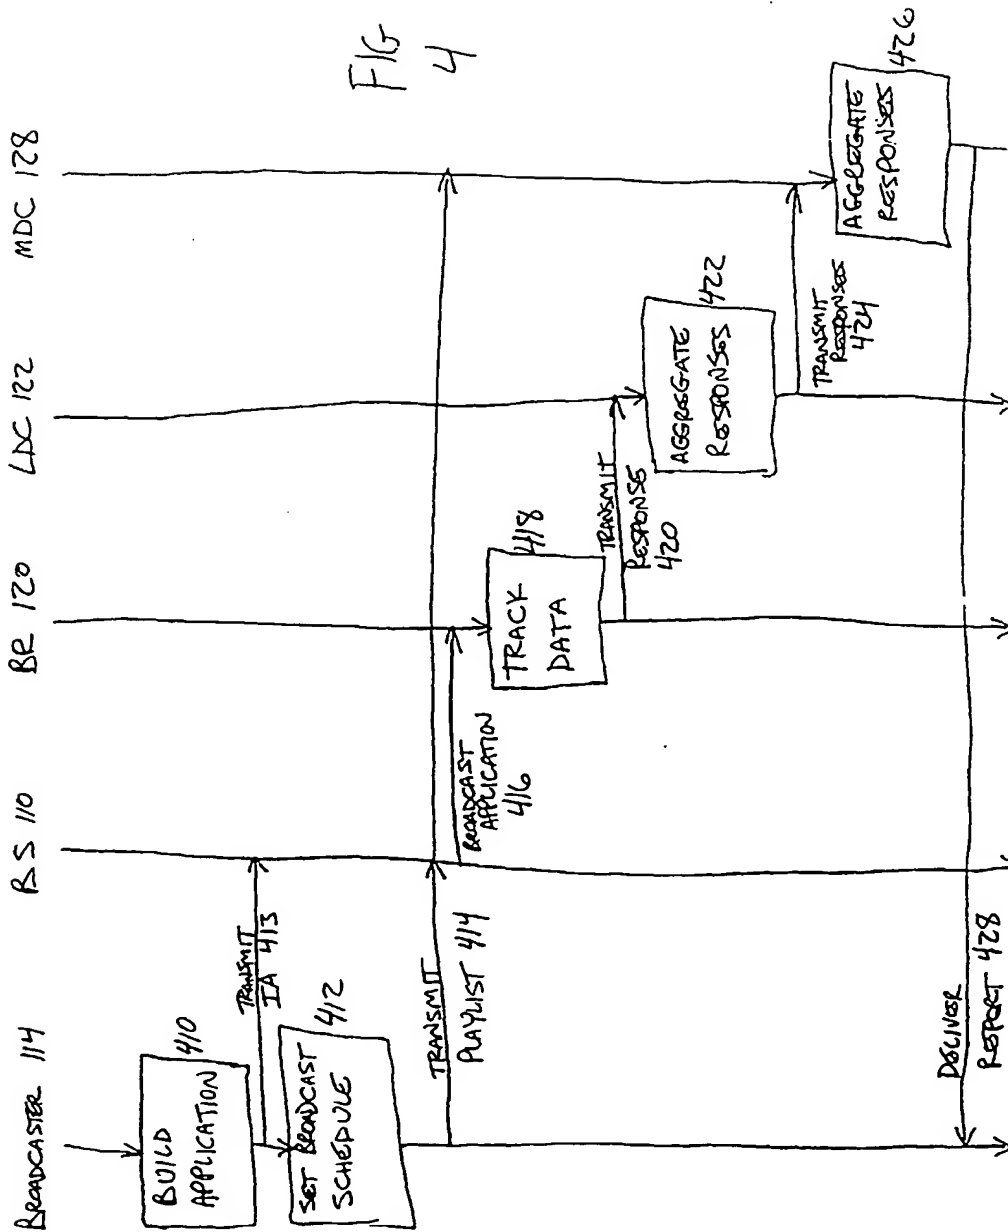 BROADCASTER 114
BS 110
BR 120
LDC 122
MDC 128
FIG
4
BUILD
APPLICATION
410
TRANSMIT
IA 413
SET BROADCAST
SCHEDULE
412
TRANSMIT
PLAYLIST 414
BROADCAST
APPLICATION
416
TRACK
DATA
418
TRANSMIT
RESPONSE
420
AGGREGATE
RESPONSES
422
TRANSMIT
RESPONSES
424
AGGREGATE
RESPONSES
426
DELIVER
REPORT 428